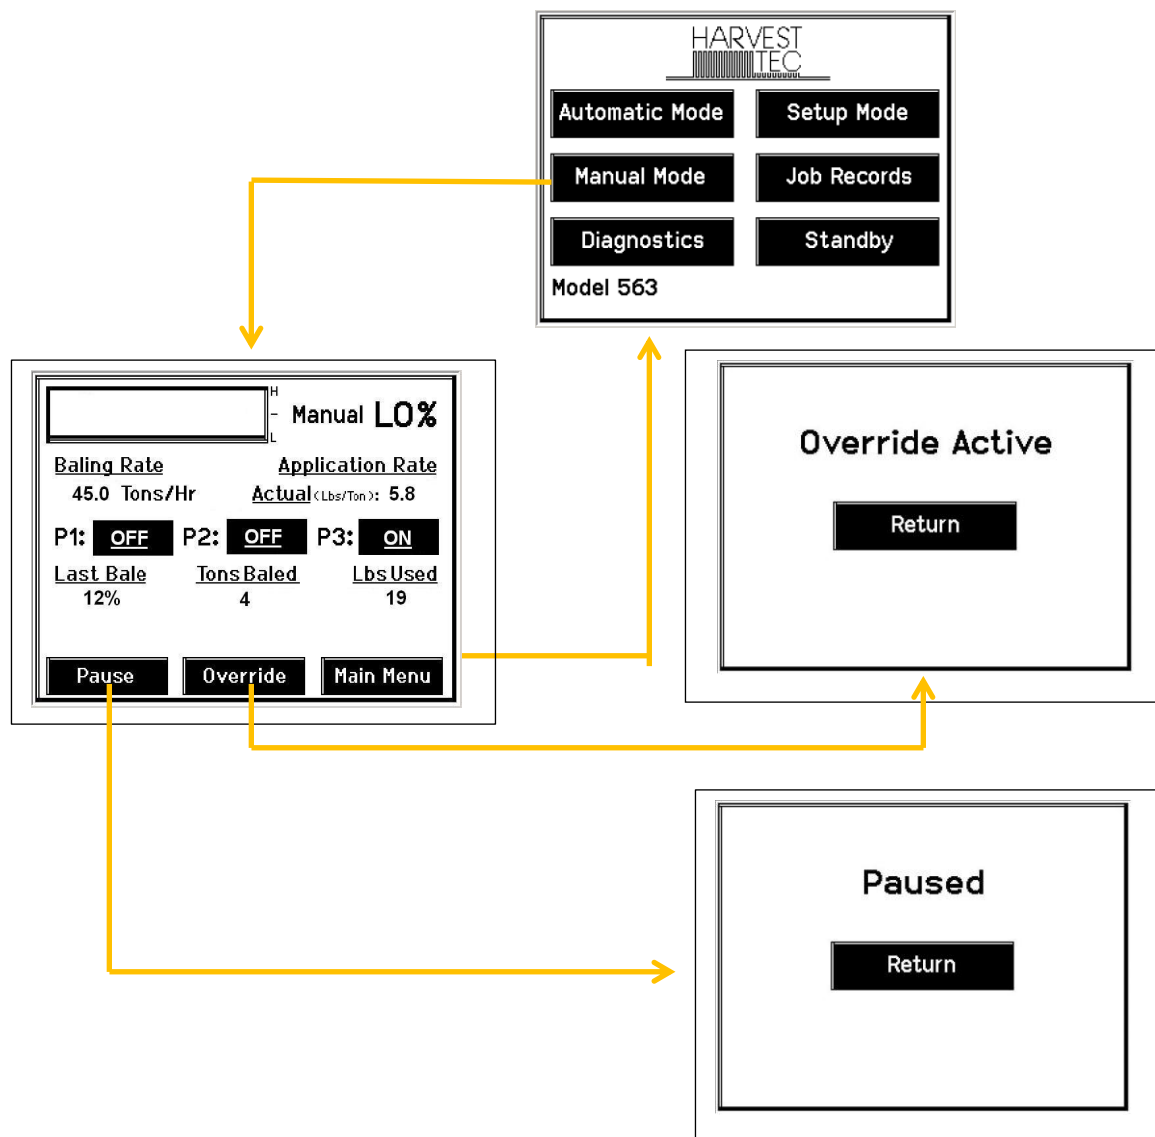 HARVEST
TEC
Automatic Mode Setup Mode
Manual Mode Job Records
Diagnostics Standby
Model 563
H
-
L
Manual LO%
Baling Rate Application Rate
45.0 Tons/Hr Actual (Lbs/Ton): 5.8
P1: OFF P2: OFF P3: ON
Last Bale Tons Baled Lbs Used
12% 4 19
Pause Override Main Menu
Override Active
Return
Paused
Return